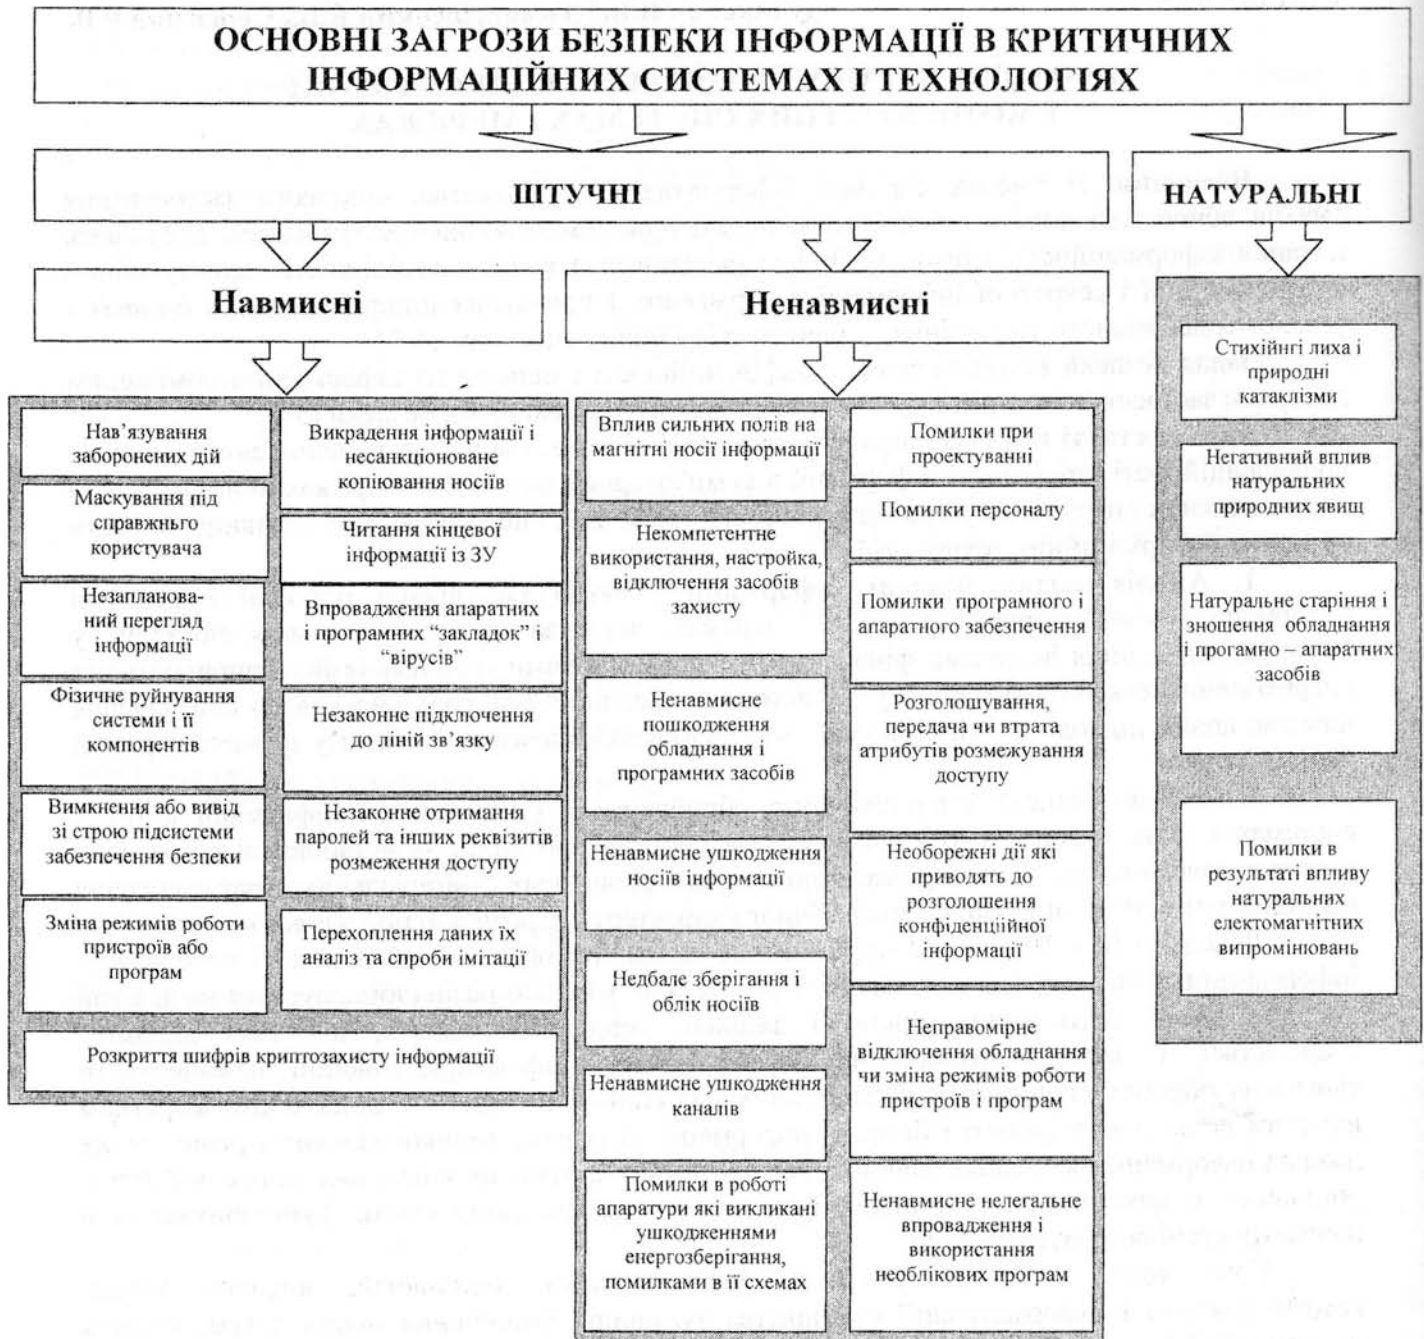 ОСНОВНІ ЗАГРОЗИ БЕЗПЕКИ ІНФОРМАЦІЇ В КРИТИЧНИХ
ІНФОРМАЦІЙНИХ СИСТЕМАХ І ТЕХНОЛОГІЯХ
ШТУЧНІ
НАТУРАЛЬНІ
Навмисні
Ненавмисні
Нав’язування
заборонених дій
Маскування під
справжнього
користувача
Незапланова-
ний перегляд
інформації
Фізичне руйнування
системи і її
компонентів
Вимкнення або вивід
зі строю підсистеми
забезпечення безпеки
Зміна режимів роботи
пристроїв або
програм
Викрадення інформації і
несанкціоноване
копіювання носіїв
Читання кінцевої
інформації із ЗУ
Впровадження апаратних
і програмних “закладок” і
“вірусів”
Незаконне підключення
до ліній зв’язку
Незаконне отримання
паролей та інших реквізитів
розмеження доступу
Перехоплення даних їх
аналіз та спроби імітації
Розкриття шифрів криптозахисту інформації
Вплив сильних полів на
магнітні носії інформації
Некомпетентне
використання, настройка,
відключення засобів
захисту
Ненавмисне
пошкодження
обладнання і
програмних засобів
Ненавмисне ушкодження
носіїв інформації
Недбале зберігання і
облік носіїв
Ненавмисне ушкодження
каналів
Помилки в роботі
апаратури які викликані
ушкодженнями
енергозберігання,
помилками в її схемах
Помилки при
проектуванні
Помилки персоналу
Помилки програмного і
апаратного забезпечення
Розголошування,
передача чи втрата
атрибутів розмежування
доступу
Необорежні дії які
приводять до
розголошення
конфіденціійної
інформації
Неправомірне
відключення обладнання
чи зміна режимів роботи
пристроїв і програм
Ненавмисне нелегальне
впровадження і
використання
необлікових програм
Стихійнгі лиха і
природні
катаклізми
Негативний вплив
натуральних
природних явищ
Натуральне старіння і
зношення обладнання
і прогамно – апаратних
засобів
Помилки в
результаті впливу
натуральних
електомагнітних
випромінювань